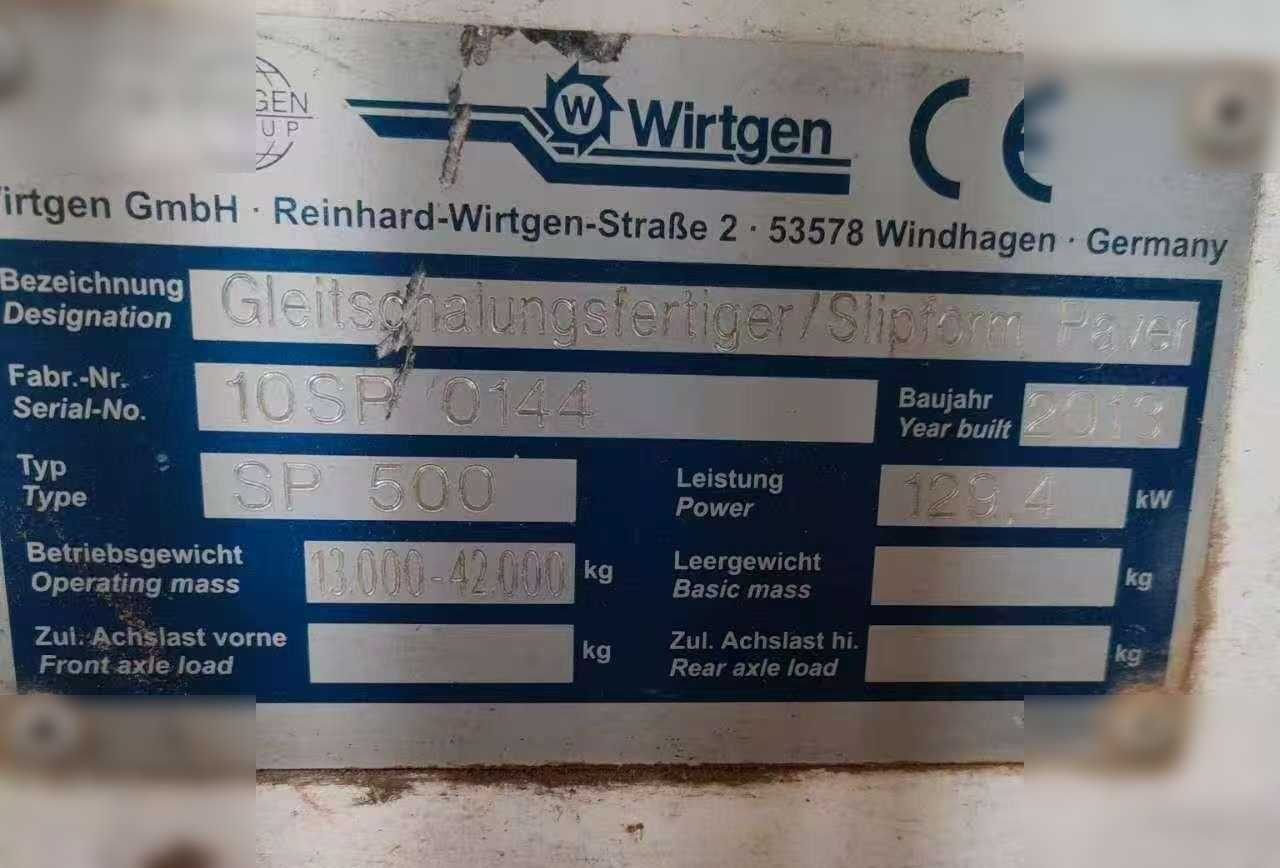 GEN
UP
W Wirtgen CE
irtgen GmbH · Reinhard-Wirtgen-Straße 2 · 53578 Windhagen · Germany
Bezeichnung
Designation
Gleitschalungsfertiger/Slipform Paver
Fabr.-Nr.
Serial-No.
10SP 0144
Baujahr
Year built
2013
Typ
Type
SP 500
Leistung
Power
129,4
kW
Betriebsgewicht
Operating mass
13.000-42.000
kg
Leergewicht
Basic mass
kg
Zul. Achslast vorne
Front axle load
kg
Zul. Achslast hi.
Rear axle load
kg